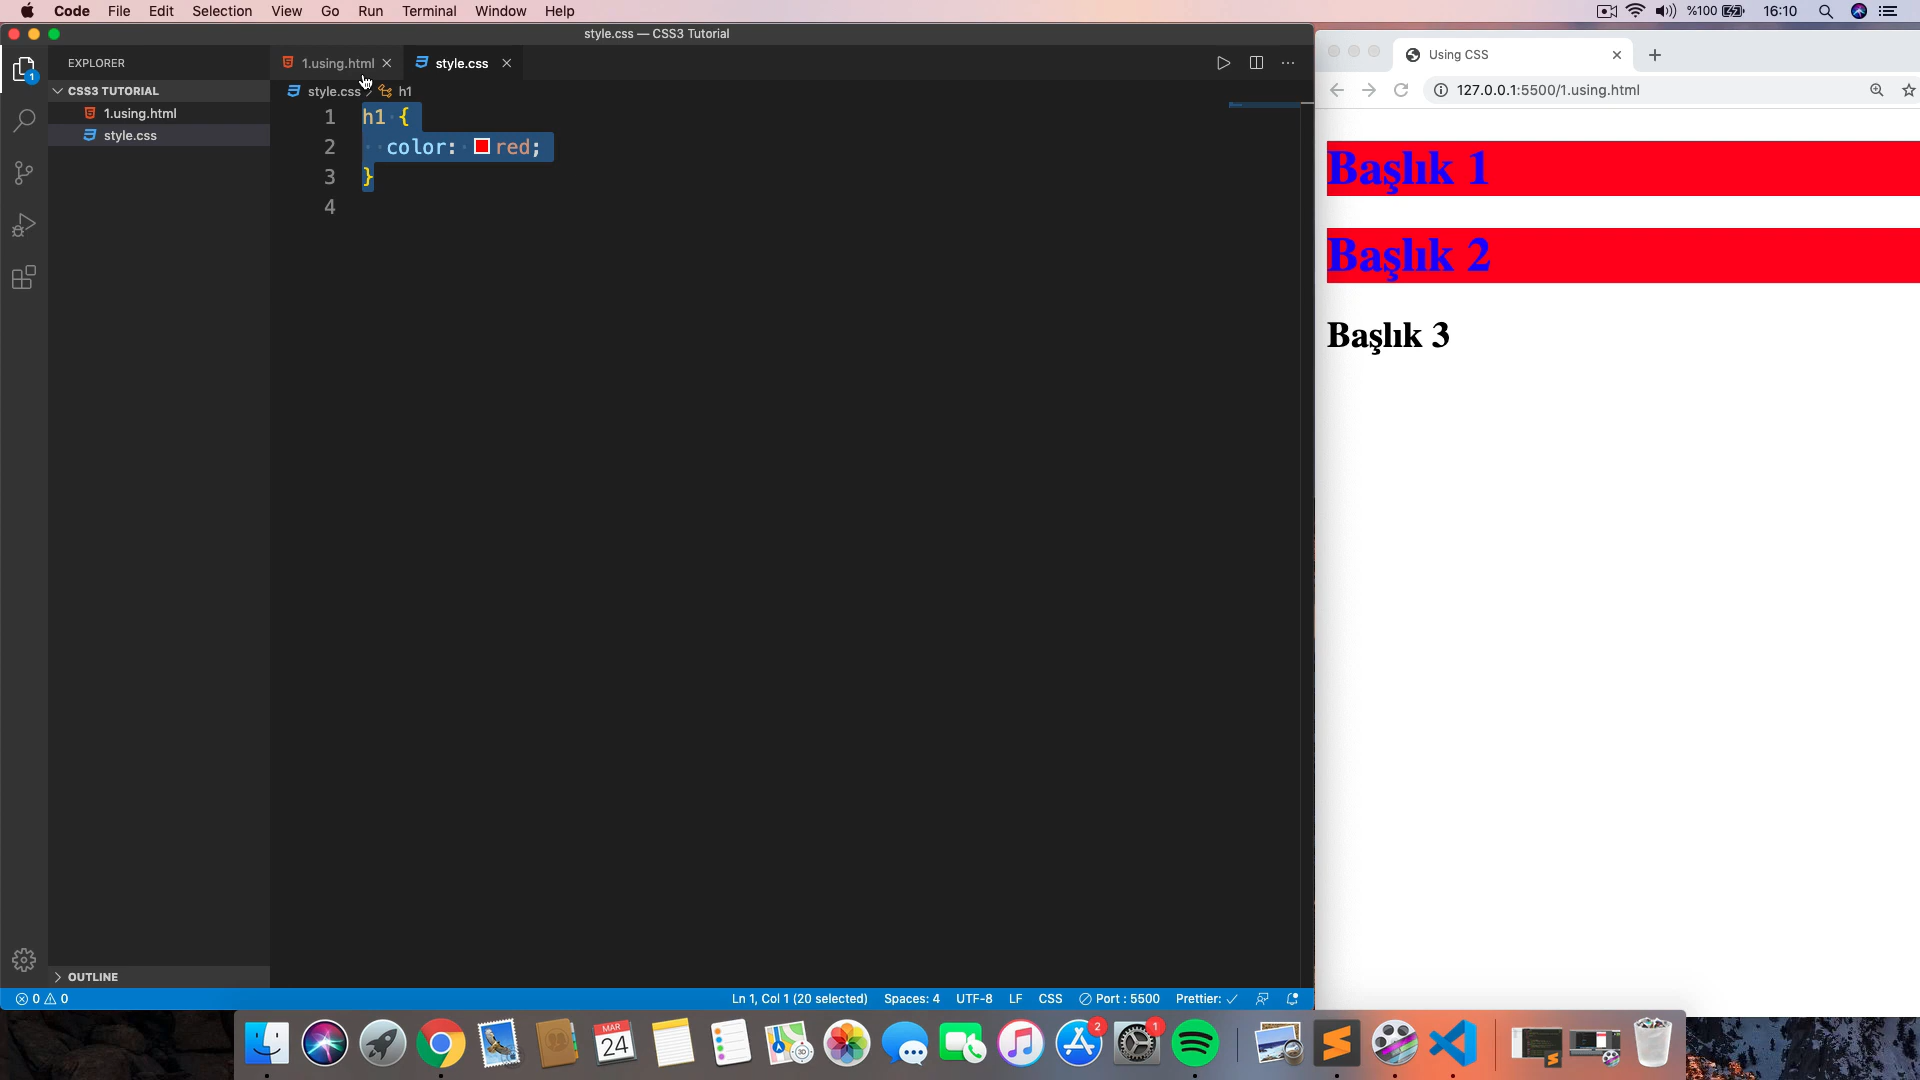 Code File Edit Selection View Go Run Terminal Window Help
%100 16:10
style.css — CSS3 Tutorial
EXPLORER
CSS3 TUTORIAL
1.using.html
style.css
OUTLINE
1.using.html style.css
style.css h1
1 h1 {
2 color: red;
3 }
4
0 0
Ln 1, Col 1 (20 selected) Spaces: 4 UTF-8 LF CSS Port : 5500 Prettier:
Using CSS
127.0.0.1:5500/1.using.html
Başlık 1
Başlık 2
Başlık 3
1
MAR
24
2
1